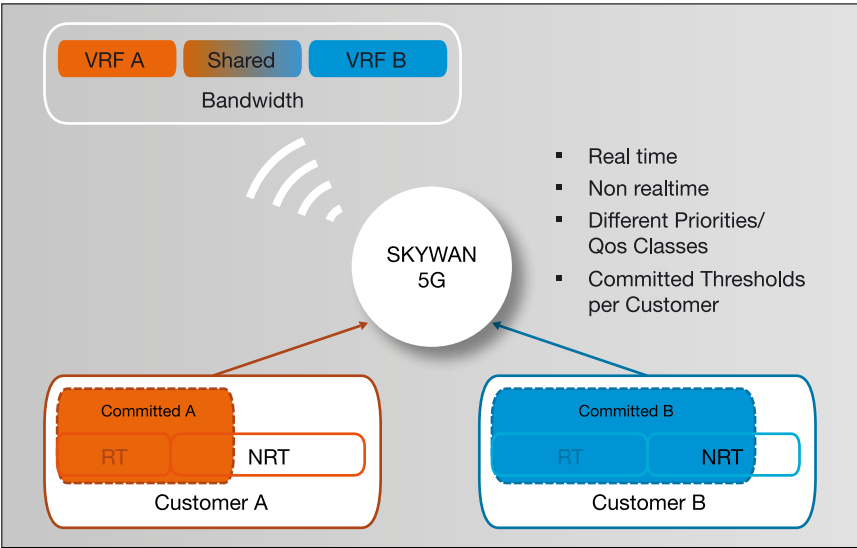 VRF A Shared VRF B
Bandwidth
▪ Real time
▪ Non realtime
▪ Different Priorities/
Qos Classes
▪ Committed Thresholds
per Customer
SKYWAN
5G
Committed A
RT NRT
Customer A
Committed B
RT NRT
Customer B